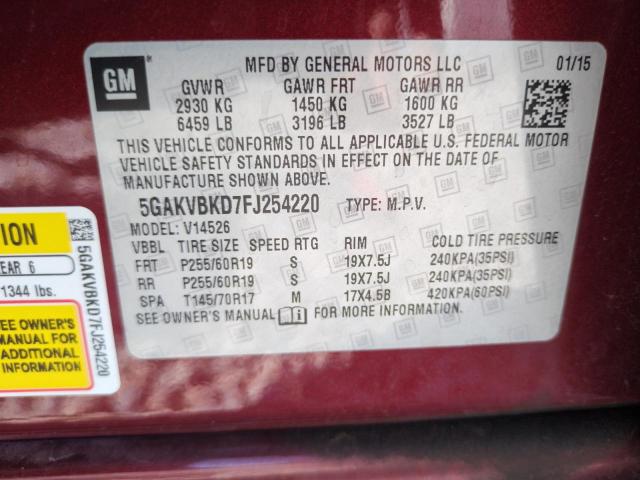 GM
MFD BY GENERAL MOTORS LLC 01/15
GVWR GAWR FRT GAWR RR
2930 KG 1450 KG 1600 KG
6459 LB 3196 LB 3527 LB
THIS VEHICLE CONFORMS TO ALL APPLICABLE U.S. FEDERAL MOTOR
VEHICLE SAFETY STANDARDS IN EFFECT ON THE DATE OF
MANUFACTURE SHOWN ABOVE.
5GAKVBKD7FJ254220 TYPE: M.P.V.
MODEL: V14526
VBBL TIRE SIZE SPEED RTG RIM COLD TIRE PRESSURE
FRT P255/60R19 S 19X7.5J 240KPA(35PSI)
RR P255/60R19 S 19X7.5J 240KPA(35PSI)
SPA T145/70R17 M 17X4.5B 420KPA(60PSI)
SEE OWNER'S MANUAL i FOR MORE INFORMATION.
EAR 6
1344 lbs.
SEE OWNER'S
MANUAL FOR
ADDITIONAL
INFORMATION
5GAKVBKD7FJ254220